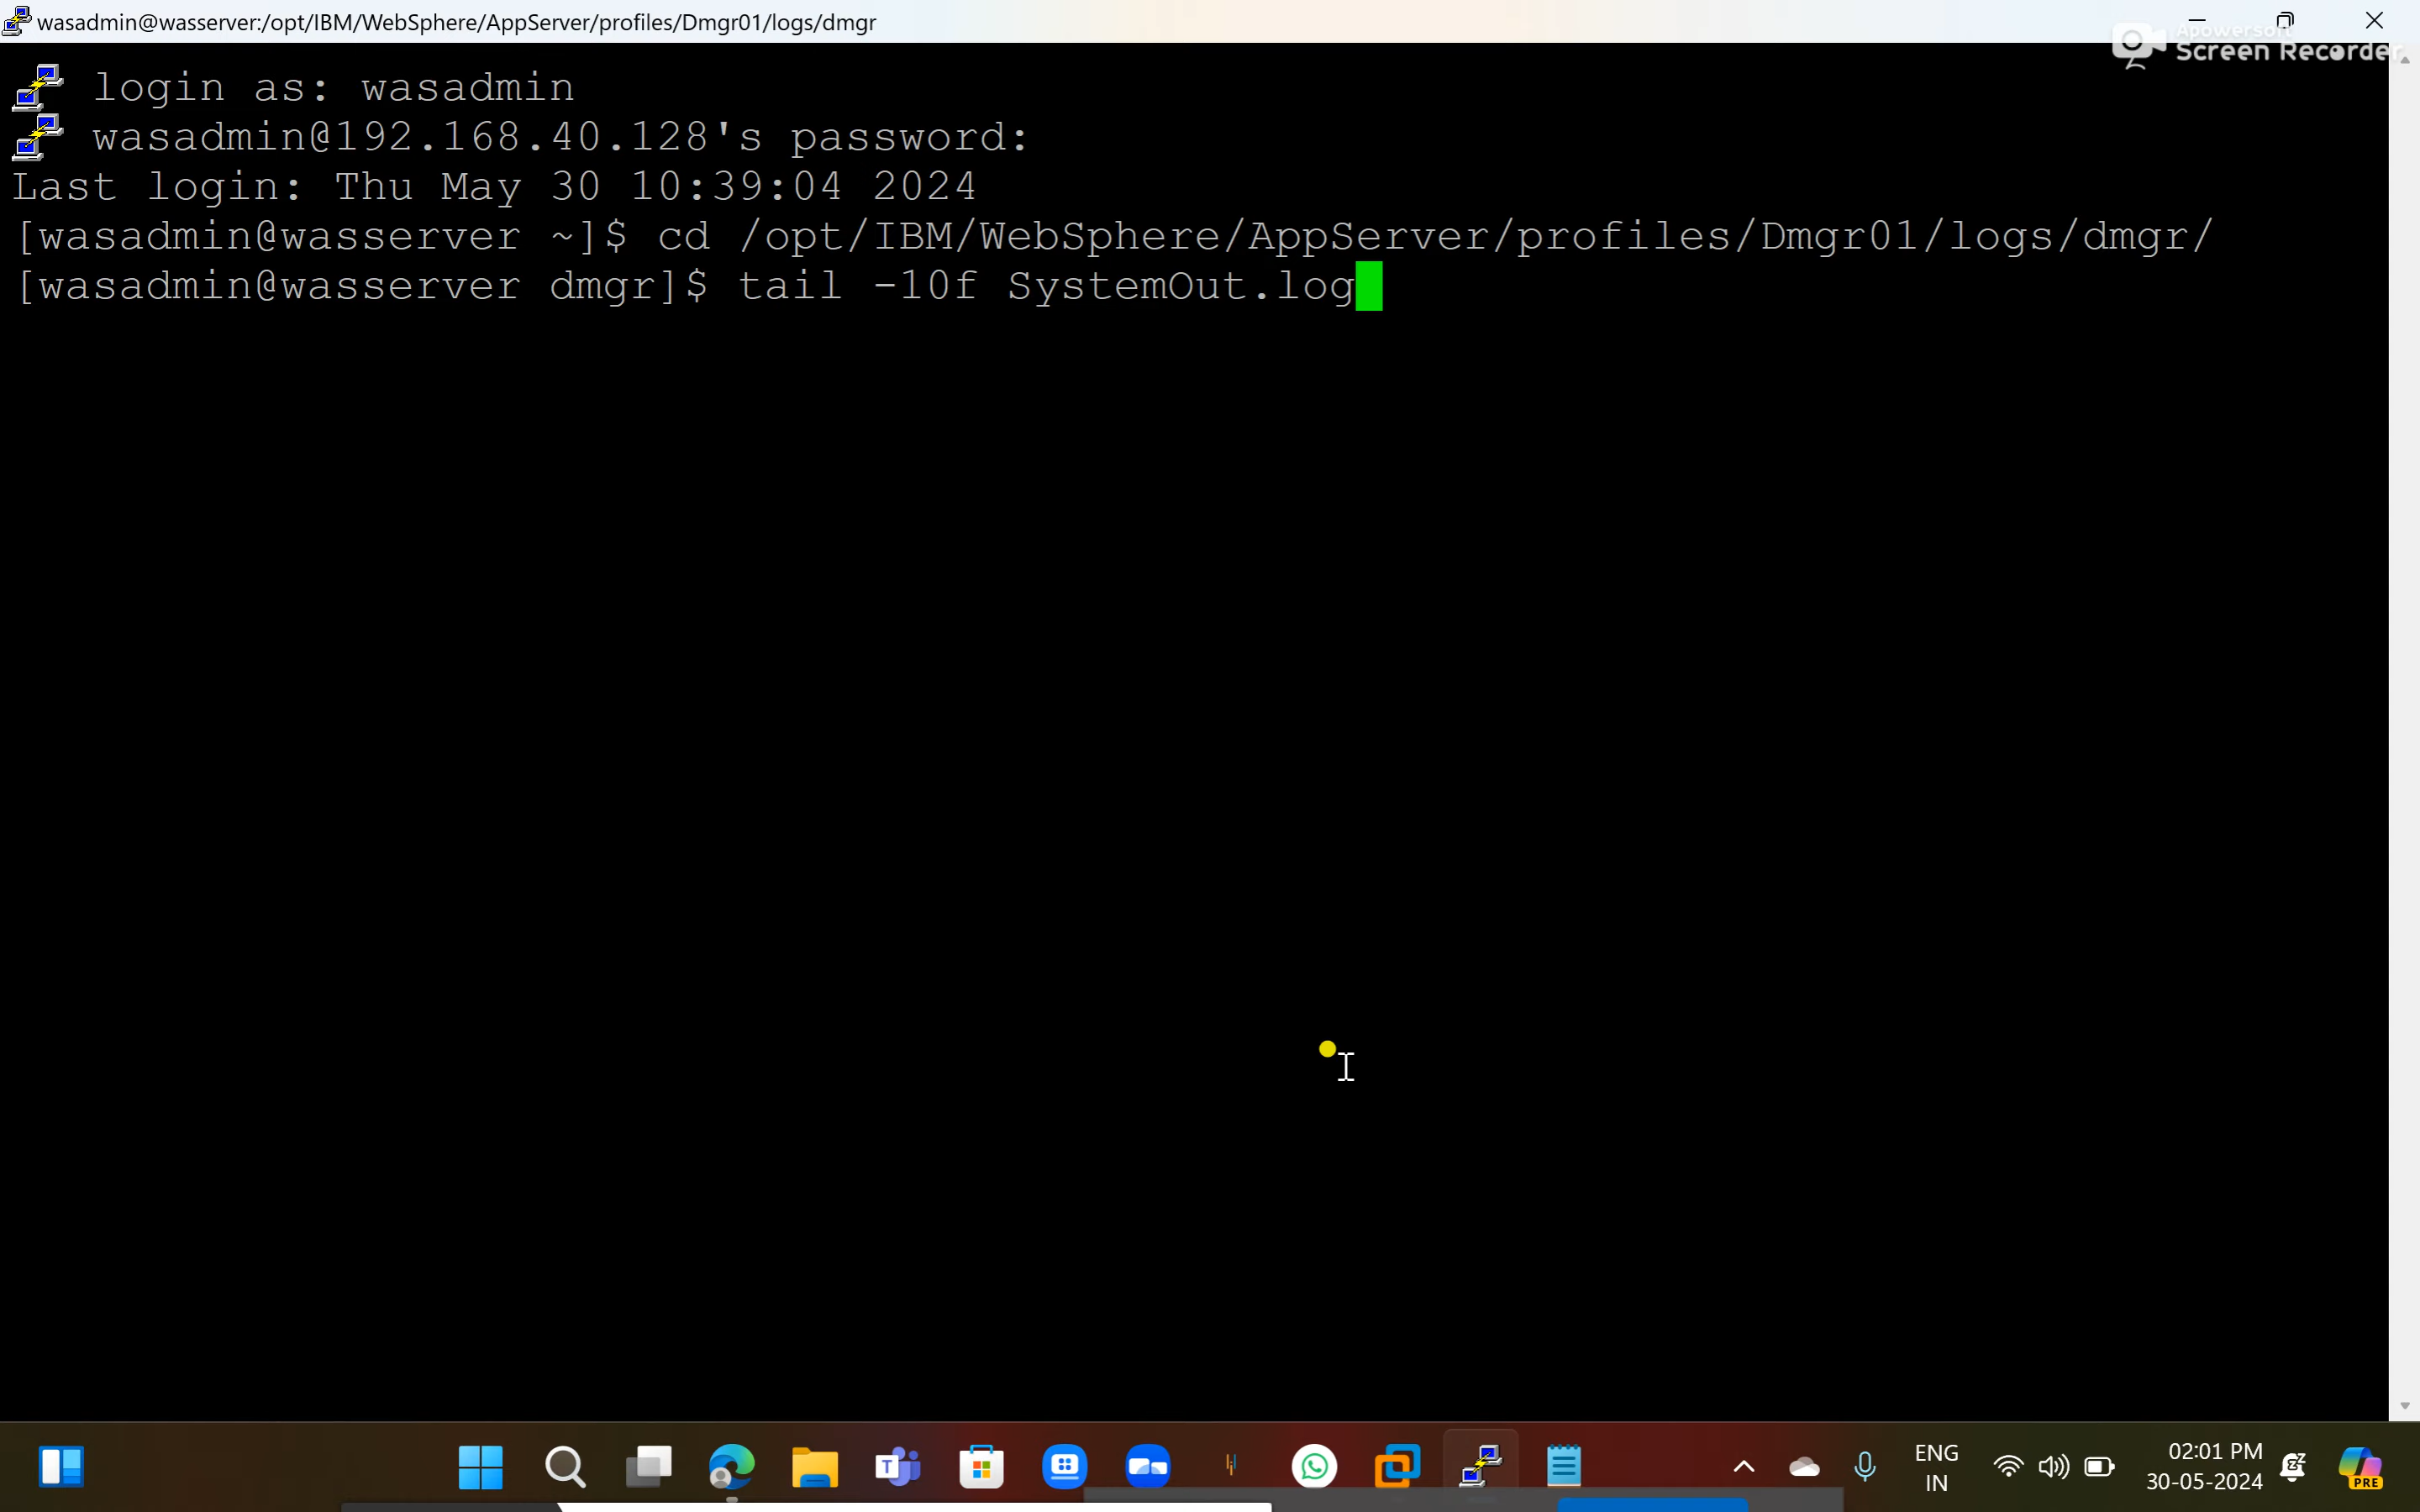 wasadmin@wasserver:/opt/IBM/WebSphere/AppServer/profiles/Dmgr01/logs/dmgr
Apowersoft
Screen Recorder
login as: wasadmin
wasadmin@192.168.40.128's password:
Last login: Thu May 30 10:39:04 2024
[wasadmin@wasserver ~]$ cd /opt/IBM/WebSphere/AppServer/profiles/Dmgr01/logs/dmgr/
[wasadmin@wasserver dmgr]$ tail -10f SystemOut.log
ENG
IN
02:01 PM
30-05-2024
PRE